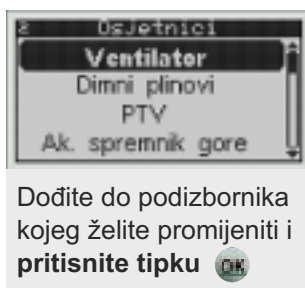 Osjetnici
Ventilator
Dimni plinovi
PTV
Ak. spremnik gore
Dođite do podizbornika
kojeg želite promijeniti i
pritisnite tipku OK